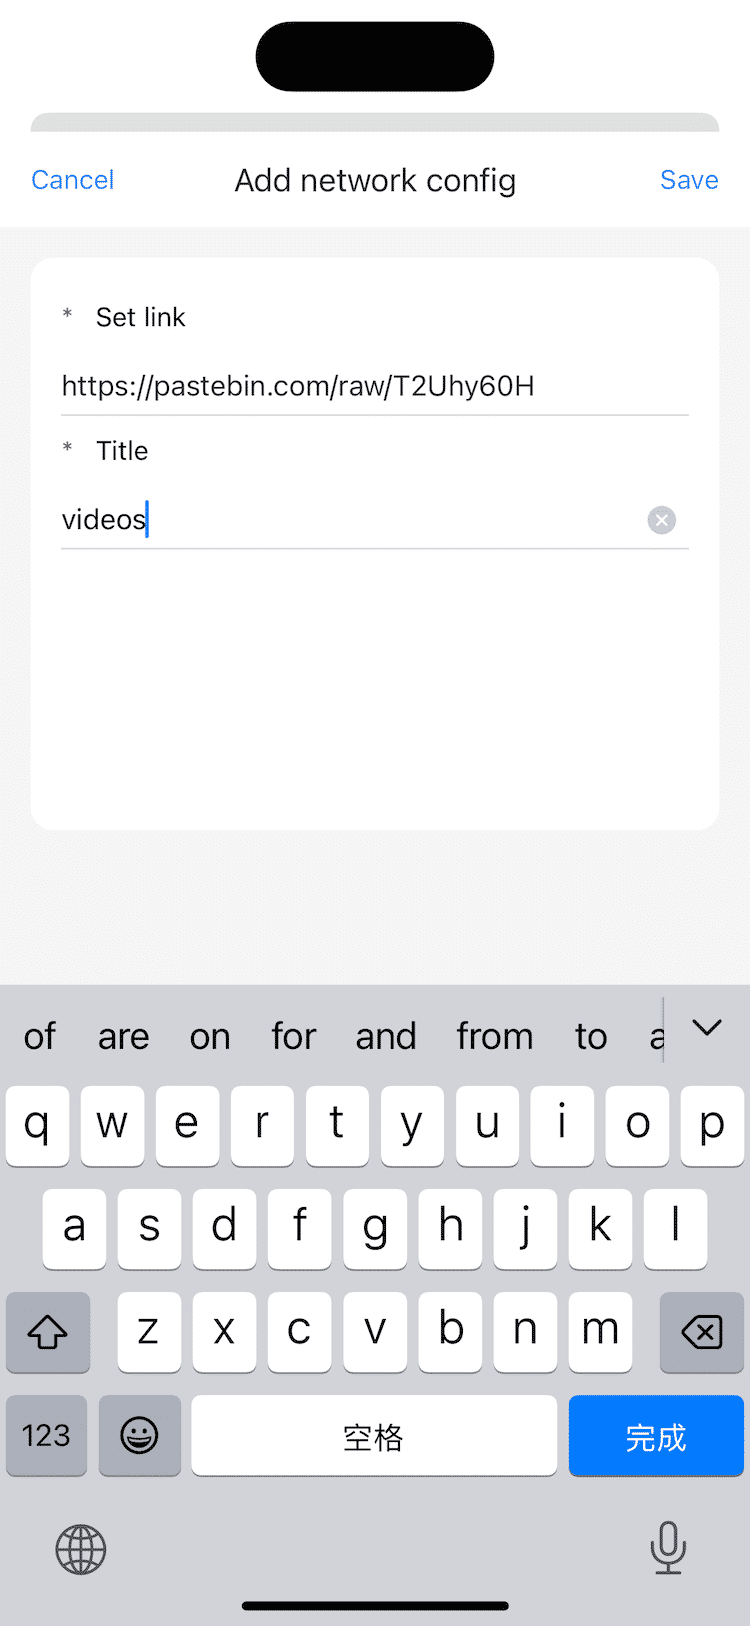 Cancel Add network config Save
* Set link
https://pastebin.com/raw/T2Uhy60H
* Title
videos
of are on for and from to a
q w e r t y u i o p
a s d f g h j k l
z x c v b n m
123 空格 完成